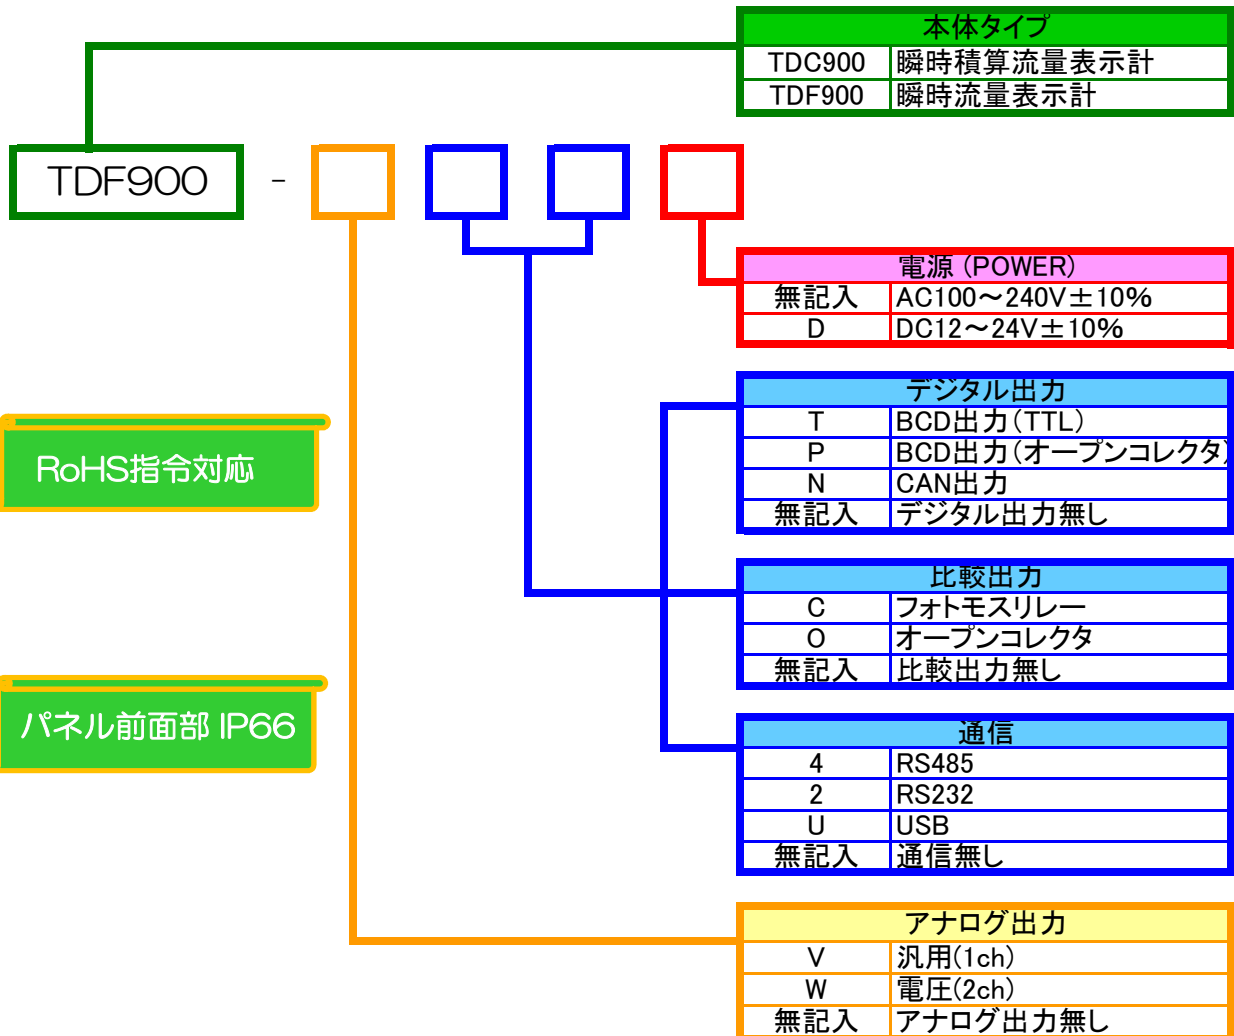 本体タイプ
TDC900 瞬時積算流量表示計
TDF900 瞬時流量表示計
TDF900 -
電源 (POWER)
無記入 AC100～240V±10%
D DC12～24V±10%
デジタル出力
T BCD出力(TTL)
P BCD出力(オープンコレクタ)
N CAN出力
無記入 デジタル出力無し
RoHS指令対応
比較出力
C フォトモスリレー
O オープンコレクタ
無記入 比較出力無し
パネル前面部 IP66
通信
4 RS485
2 RS232
U USB
無記入 通信無し
アナログ出力
V 汎用(1ch)
W 電圧(2ch)
無記入 アナログ出力無し